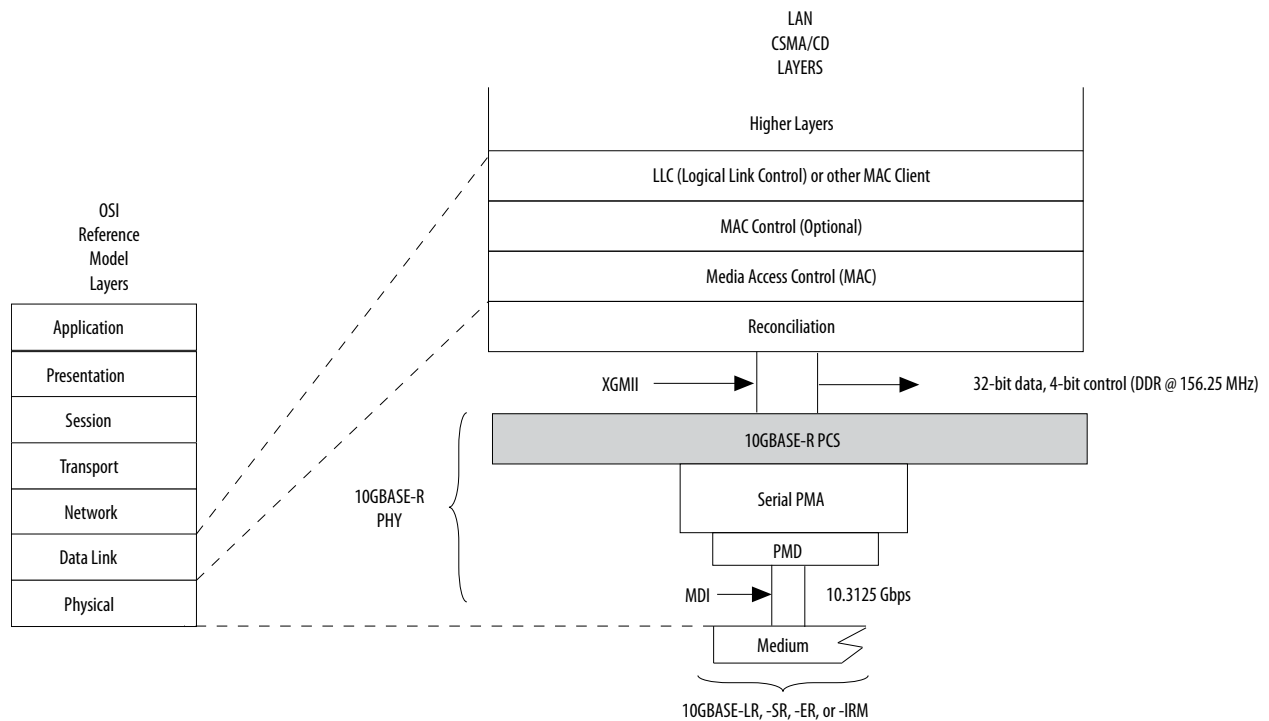 LAN
CSMA/CD
LAYERS
Higher Layers
LLC (Logical Link Control) or other MAC Client
MAC Control (Optional)
Media Access Control (MAC)
Reconciliation
OSI
Reference
Model
Layers
Application
Presentation
Session
Transport
Network
Data Link
Physical
XGMII
32-bit data, 4-bit control (DDR @ 156.25 MHz)
10GBASE-R PCS
Serial PMA
10GBASE-R
PHY
PMD
MDI
10.3125 Gbps
Medium
10GBASE-LR, -SR, -ER, or -lRM